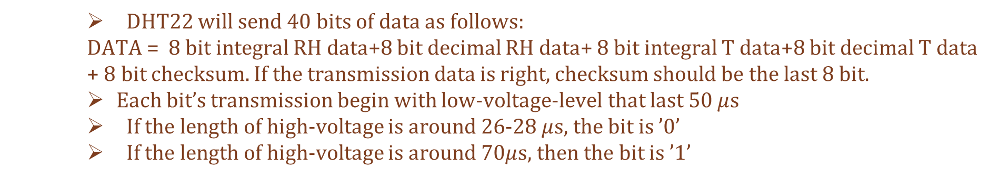 ➢ DHT22 will send 40 bits of data as follows:
DATA = 8 bit integral RH data+8 bit decimal RH data+ 8 bit integral T data+8 bit decimal T data
+ 8 bit checksum. If the transmission data is right, checksum should be the last 8 bit.
➢ Each bit’s transmission begin with low-voltage-level that last 50 𝜇s
➢ If the length of high-voltage is around 26-28 𝜇s, the bit is ’0’
➢ If the length of high-voltage is around 70𝜇s, then the bit is ’1’